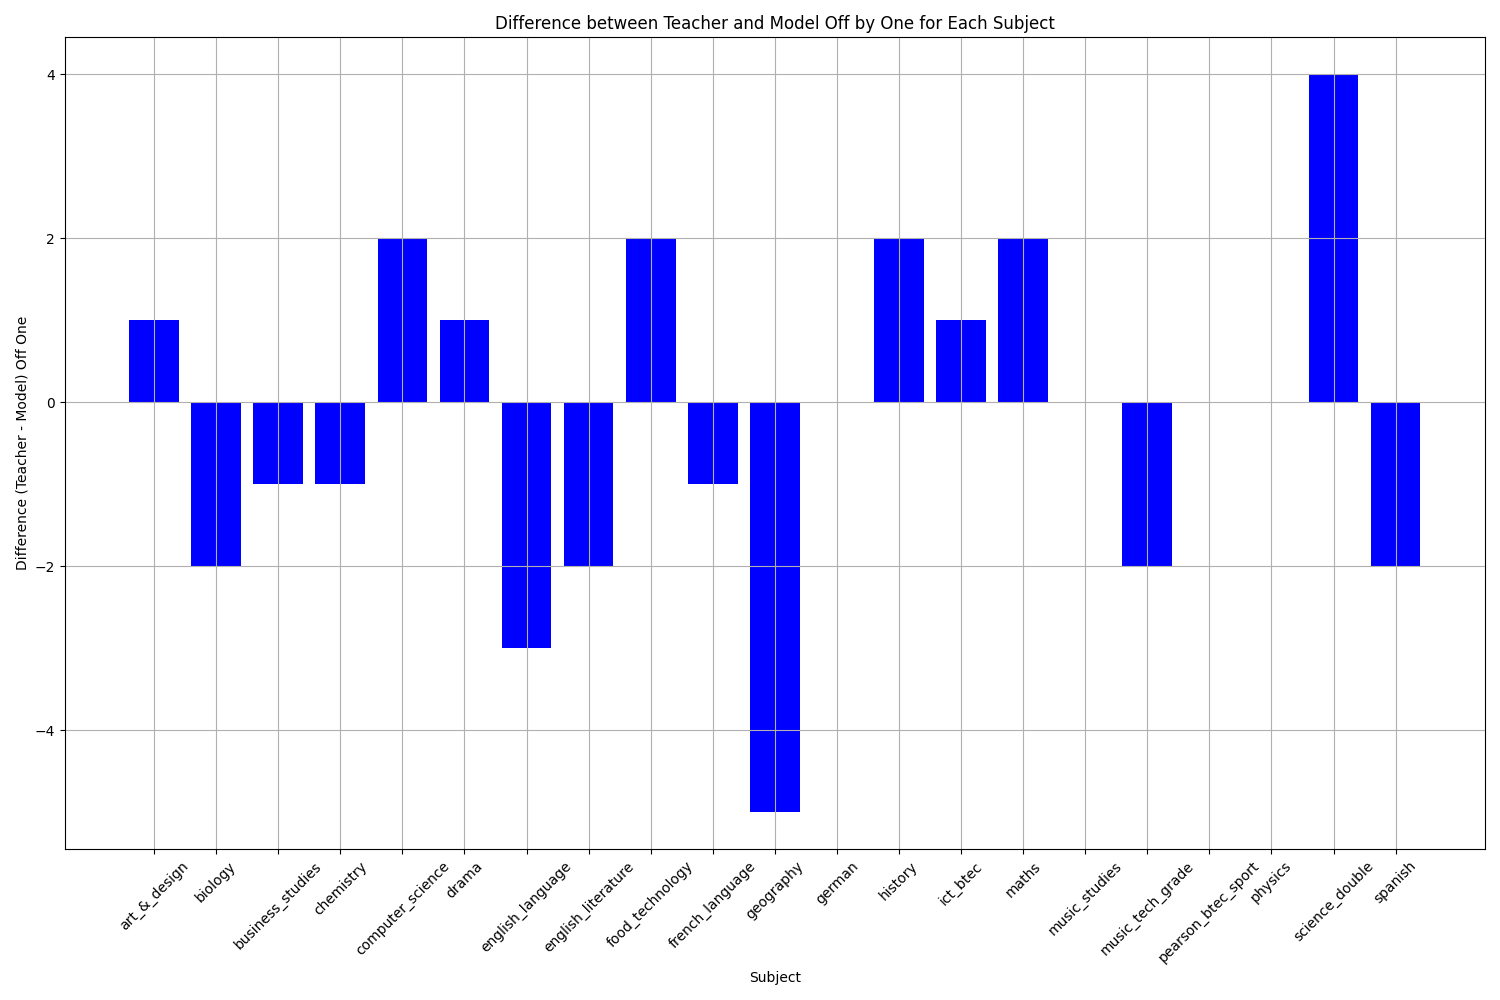 Difference between Teacher and Model Off by One for Each Subject
Difference (Teacher - Model) Off One
4
2
0
−2
−4
art_&_design
biology
business_studies
chemistry
computer_science
drama
english_language
english_literature
food_technology
french_language
geography
german
history
ict_btec
maths
music_studies
music_tech_grade
pearson_btec_sport
physics
science_double
spanish
Subject